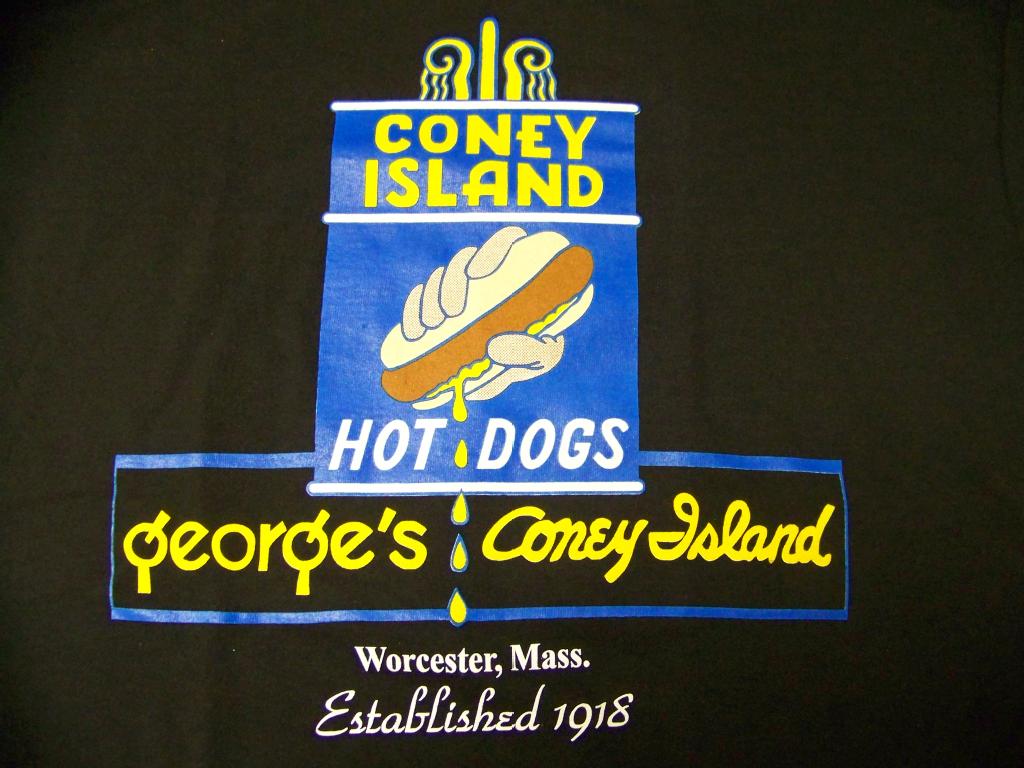 CONEY
ISLAND
HOT DOGS
george's Coney Island
Worcester, Mass.
Established 1918